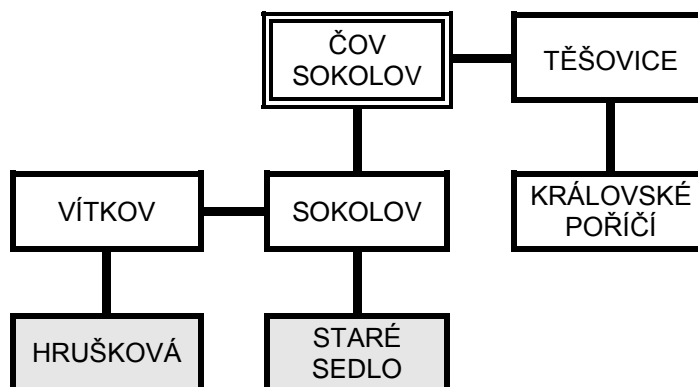 ČOV
SOKOLOV
TĚŠOVICE
VÍTKOV
SOKOLOV
KRÁLOVSKÉ
POŘÍČÍ
HRUŠKOVÁ
STARÉ
SEDLO